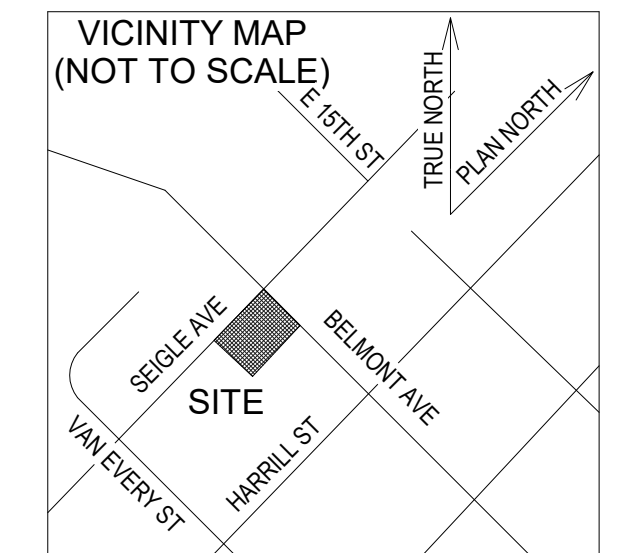 VICINITY MAP
(NOT TO SCALE)
E 15TH ST
TRUE NORTH
PLAN NORTH
SEIGLE AVE
BELMONT AVE
SITE
HARRILL ST
VAN EVERY ST